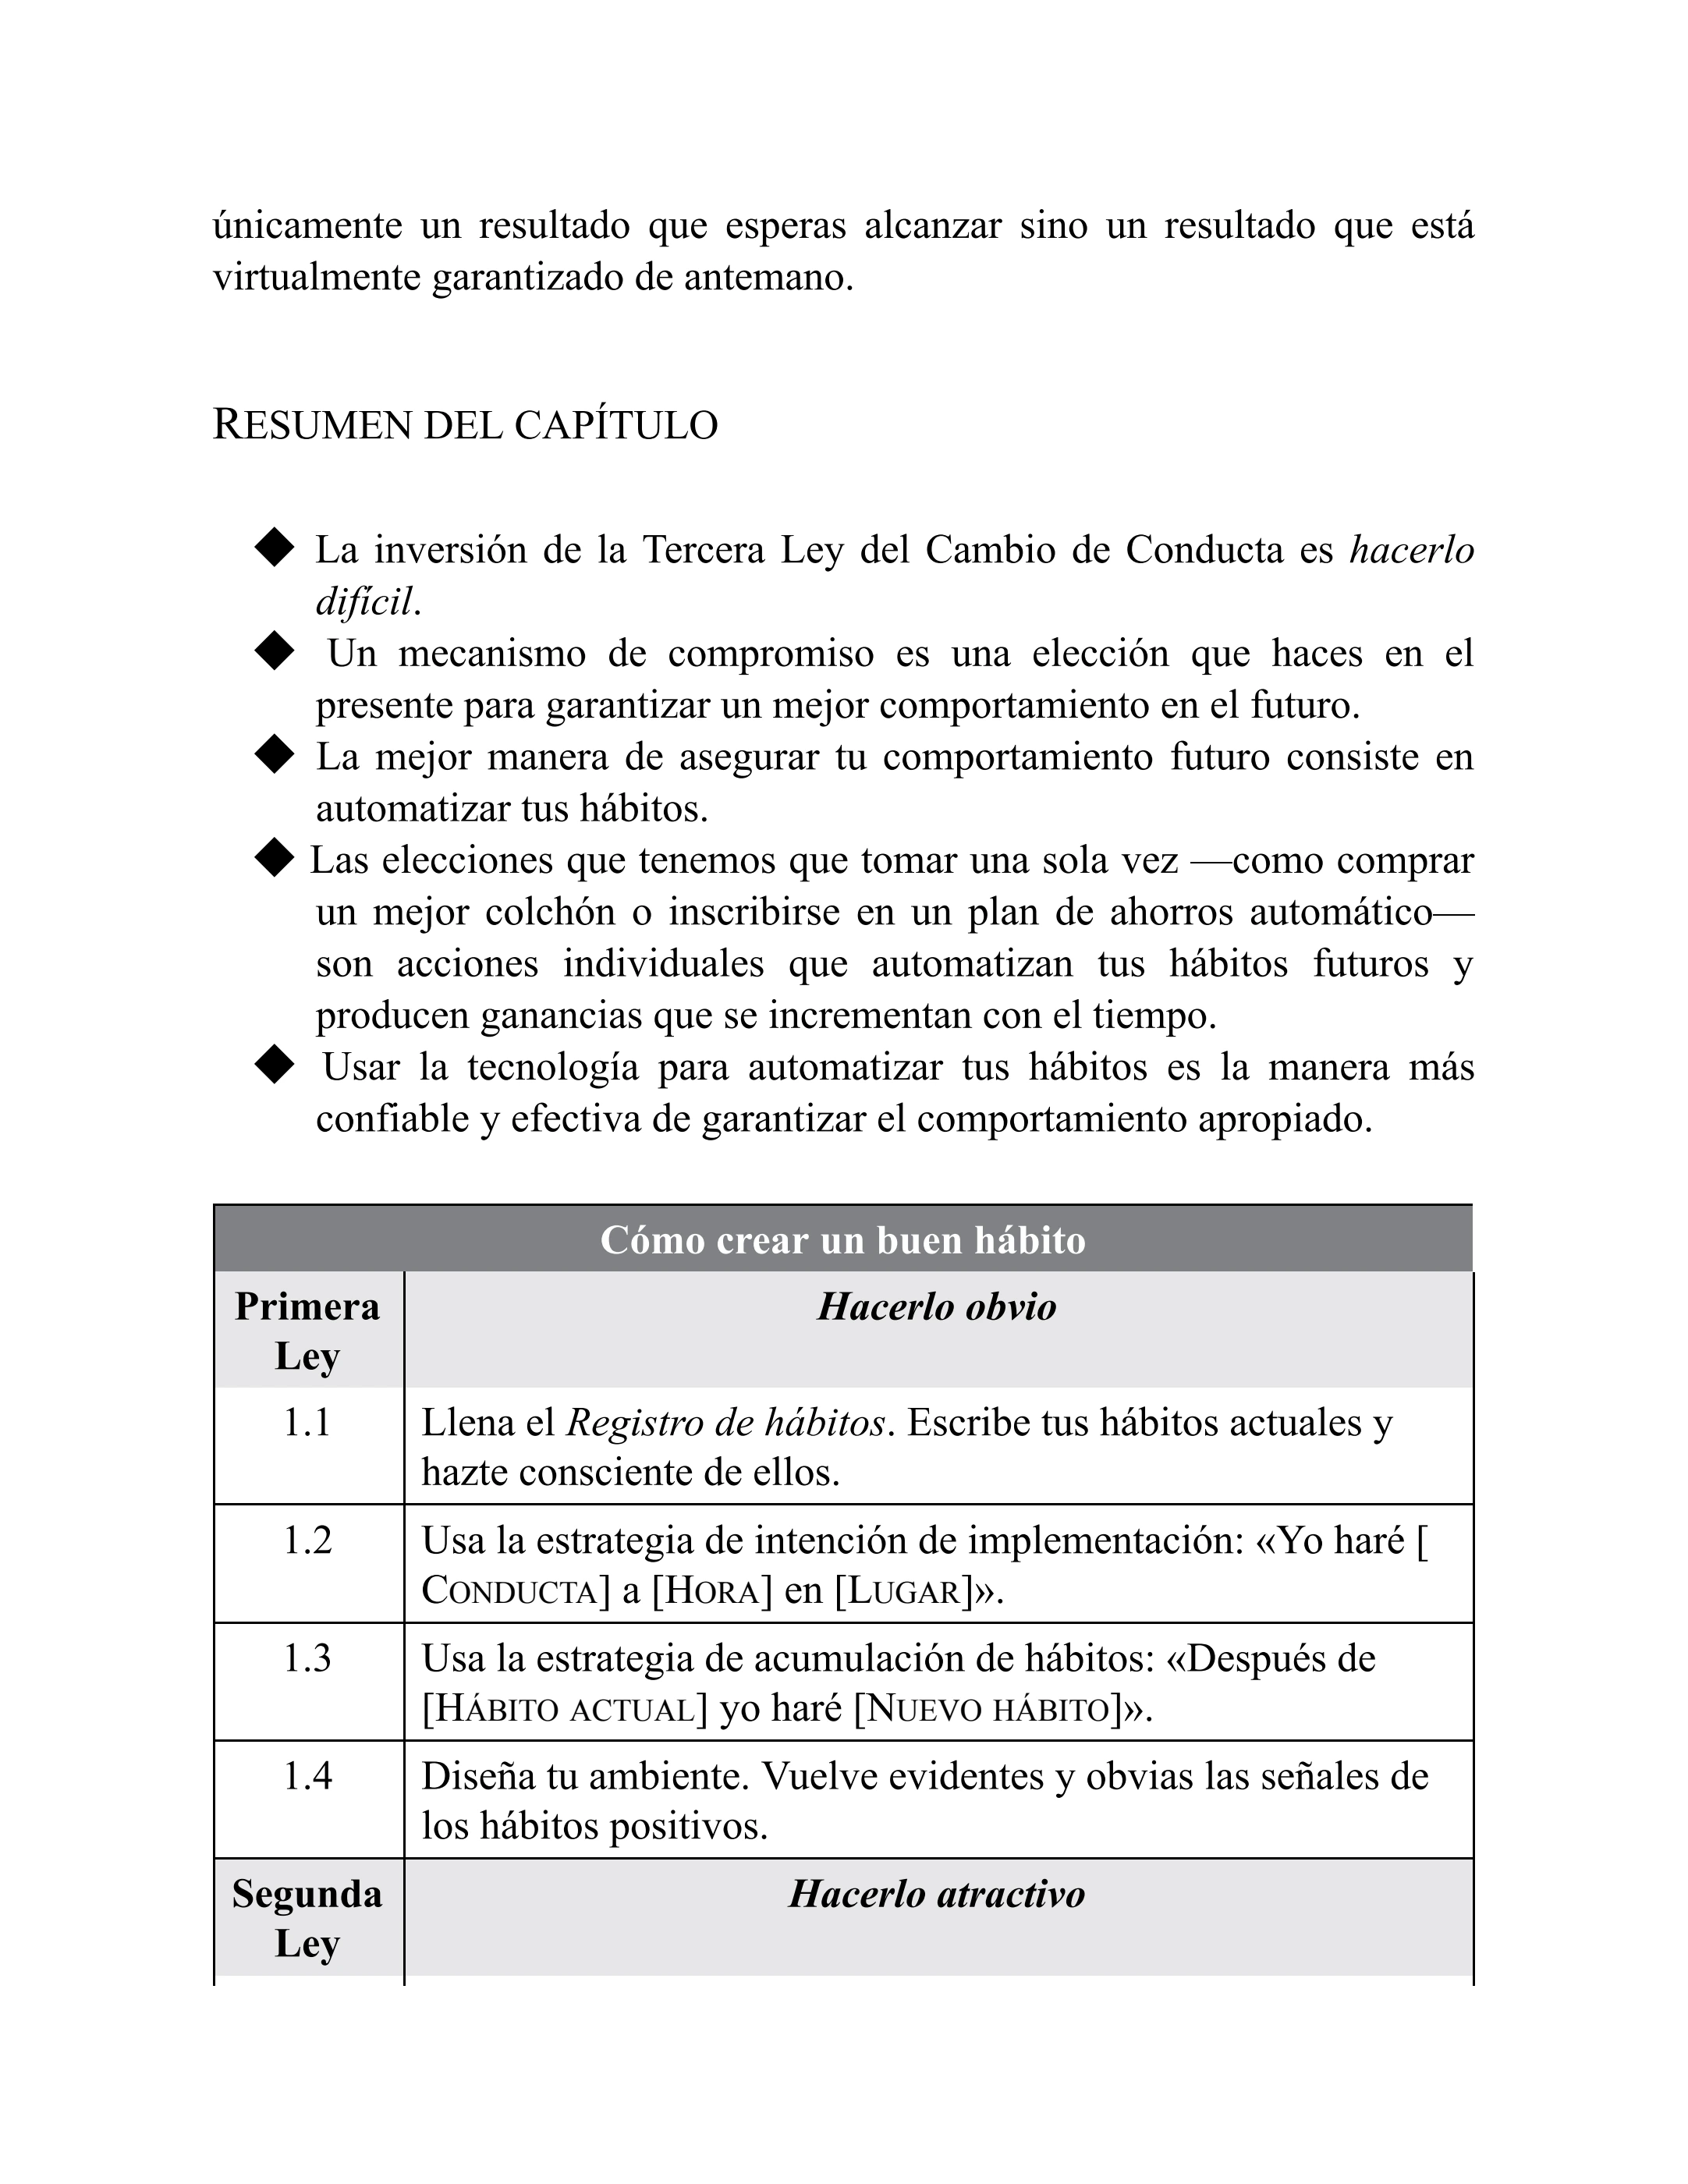 únicamente un resultado que esperas alcanzar sino un resultado que está
virtualmente garantizado de antemano.
RESUMEN DEL CAPÍTULO
◆ La inversión de la Tercera Ley del Cambio de Conducta es hacerlo
difícil.
◆ Un mecanismo de compromiso es una elección que haces en el
presente para garantizar un mejor comportamiento en el futuro.
◆ La mejor manera de asegurar tu comportamiento futuro consiste en
automatizar tus hábitos.
◆ Las elecciones que tenemos que tomar una sola vez —como comprar
un mejor colchón o inscribirse en un plan de ahorros automático—
son acciones individuales que automatizan tus hábitos futuros y
producen ganancias que se incrementan con el tiempo.
◆ Usar la tecnología para automatizar tus hábitos es la manera más
confiable y efectiva de garantizar el comportamiento apropiado.
Cómo crear un buen hábito
Primera
Ley
Hacerlo obvio
1.1
Llena el Registro de hábitos. Escribe tus hábitos actuales y
hazte consciente de ellos.
1.2
Usa la estrategia de intención de implementación: «Yo haré [
CONDUCTA] a [HORA] en [LUGAR]».
1.3
Usa la estrategia de acumulación de hábitos: «Después de
[HÁBITO ACTUAL] yo haré [NUEVO HÁBITO]».
1.4
Diseña tu ambiente. Vuelve evidentes y obvias las señales de
los hábitos positivos.
Segunda
Ley
Hacerlo atractivo